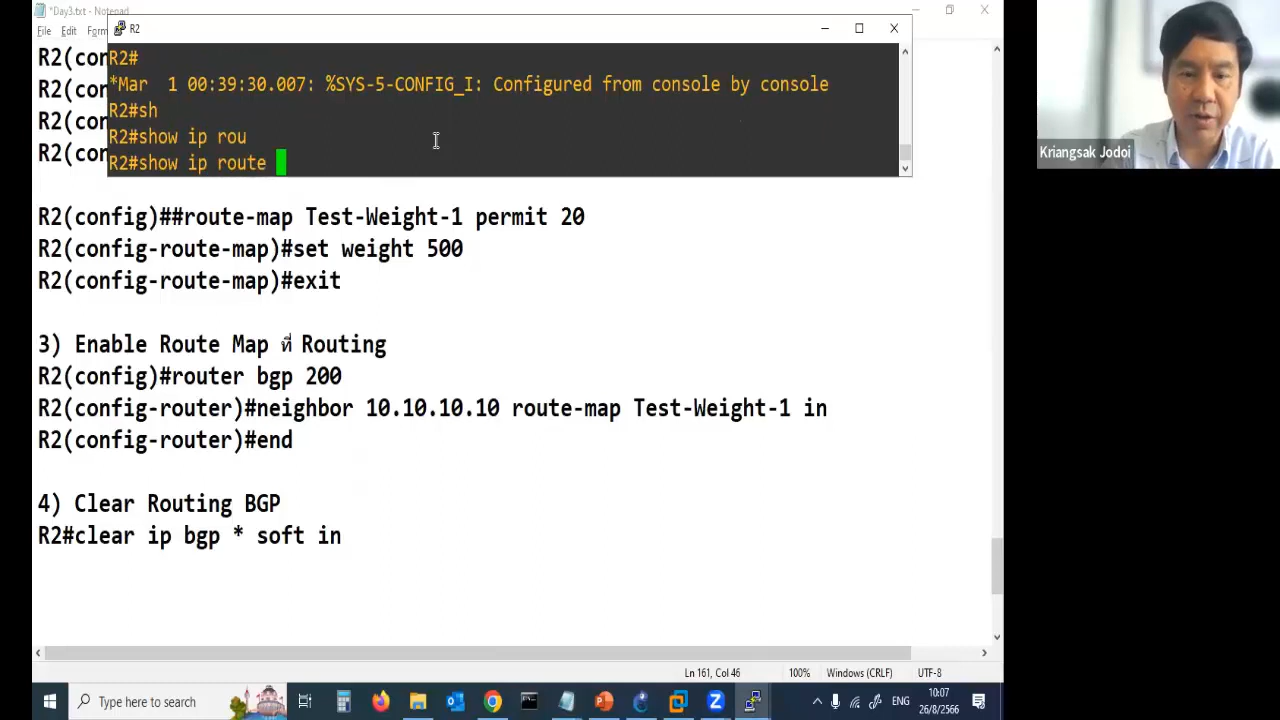 *Day3.txt - Notepad
R2
File Edit Form
R2(con
R2#
R2(con
*Mar  1 00:39:30.007: %SYS-5-CONFIG_I: Configured from console by console
R2(con
R2#sh
R2(con
R2#show ip rou
R2#show ip route
Kriangsak Jodoi
R2(config)##route-map Test-Weight-1 permit 20
R2(config-route-map)#set weight 500
R2(config-route-map)#exit
3) Enable Route Map ที่ Routing
R2(config)#router bgp 200
R2(config-router)#neighbor 10.10.10.10 route-map Test-Weight-1 in
R2(config-router)#end
4) Clear Routing BGP
R2#clear ip bgp * soft in
Ln 161, Col 46 100% Windows (CRLF) UTF-8
Type here to search
ENG
10:07
26/8/2566